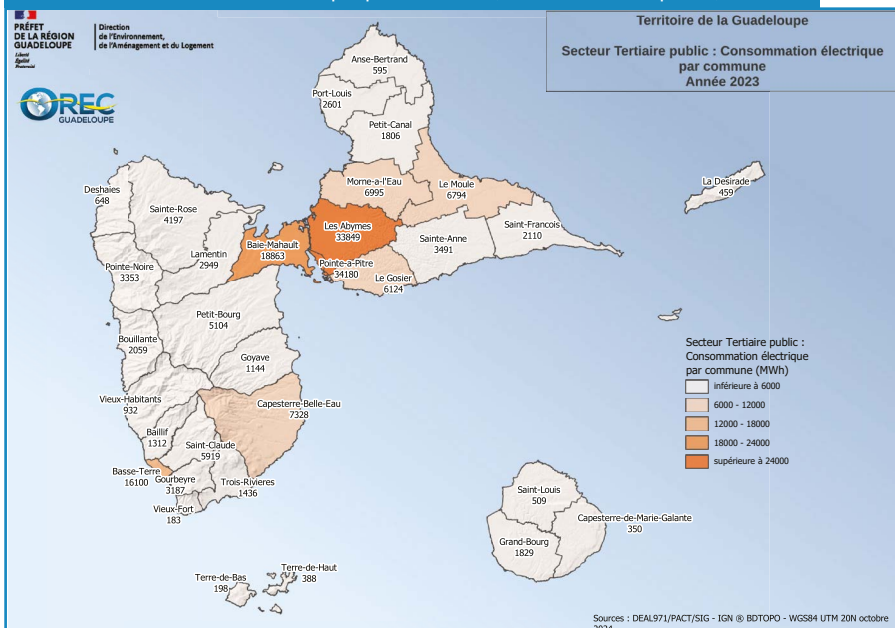 PRÉFET
DE LA RÉGION
GUADELOUPE
Liberté
Égalité
Fraternité
Direction
de l'Environnement,
de l'Aménagement et du Logement
OREC
GUADELOUPE
Territoire de la Guadeloupe
Secteur Tertiaire public : Consommation électrique
par commune
Année 2023
Anse-Bertrand
595
Port-Louis
2601
Petit-Canal
1806
Morne-a-l'Eau
6995
Le Moule
6794
La Desirade
459
Deshaies
648
Sainte-Rose
4197
Les Abymes
33849
Saint-Francois
2110
Baie-Mahault
18863
Sainte-Anne
3491
Lamentin
2949
Pointe-Noire
3353
Pointe-a-Pitre
34180
Le Gosier
6124
Petit-Bourg
5104
Bouillante
2059
Goyave
1144
Vieux-Habitants
932
Capesterre-Belle-Eau
7328
Baillif
1312
Saint-Claude
5919
Basse-Terre
16100
Gourbeyre
3187
Trois-Rivieres
1436
Vieux-Fort
183
Terre-de-Bas
198
Terre-de-Haut
388
Saint-Louis
509
Capesterre-de-Marie-Galante
350
Grand-Bourg
1829
Secteur Tertiaire public :
Consommation électrique
par commune (MWh)
inférieure à 6000
6000 - 12000
12000 - 18000
18000 - 24000
supérieure à 24000
Sources : DEAL971/PACT/SIG - IGN ® BDTOPO - WGS84 UTM 20N octobre